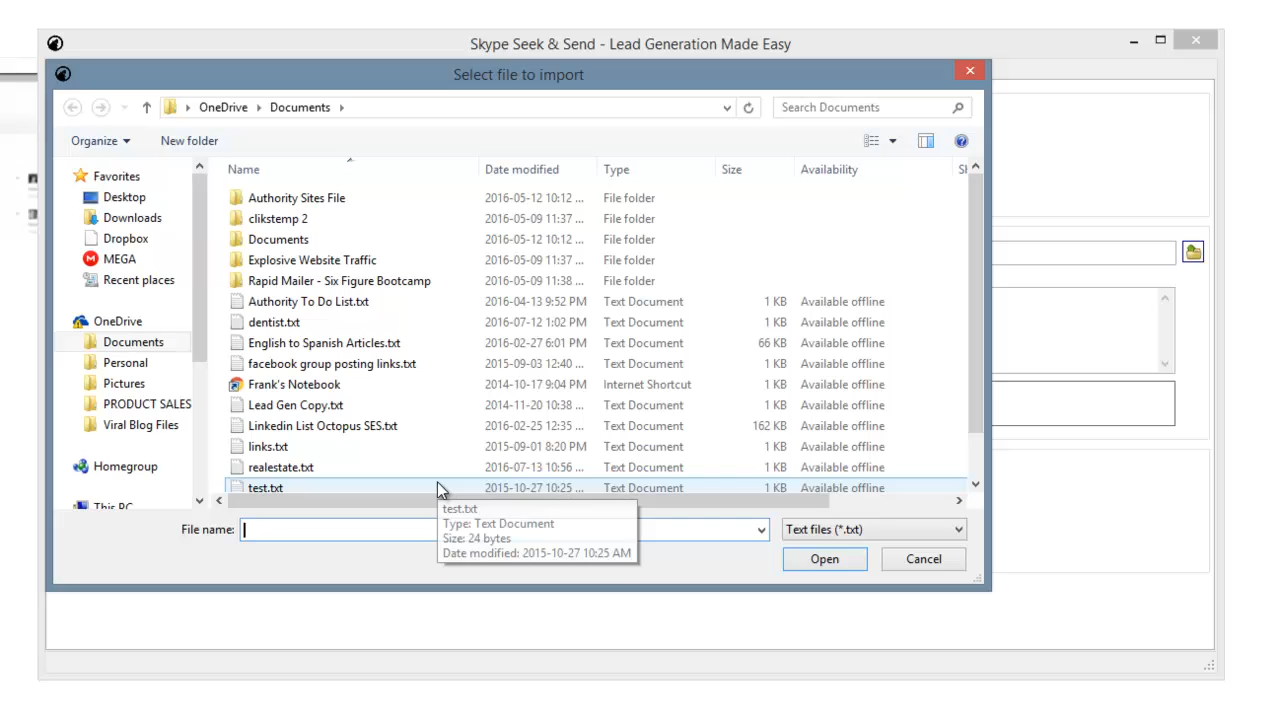 Skype Seek & Send - Lead Generation Made Easy
Select file to import
OneDrive Documents
Search Documents
Organize New folder
Name Date modified Type Size Availability
Favorites
Desktop
Downloads
Dropbox
MEGA
Recent places
OneDrive
Documents
Personal
Pictures
PRODUCT SALES
Viral Blog Files
Homegroup
This PC
Authority Sites File 2016-05-12 10:12 ... File folder
clikstemp 2 2016-05-09 11:37 ... File folder
Documents 2016-05-12 10:12 ... File folder
Explosive Website Traffic 2016-05-09 11:37 ... File folder
Rapid Mailer - Six Figure Bootcamp 2016-05-09 11:38 ... File folder
Authority To Do List.txt 2016-04-13 9:52 PM Text Document 1 KB Available offline
dentist.txt 2016-07-12 1:02 PM Text Document 1 KB Available offline
English to Spanish Articles.txt 2016-02-27 6:01 PM Text Document 66 KB Available offline
facebook group posting links.txt 2015-09-03 12:40 ... Text Document 1 KB Available offline
Frank's Notebook 2014-10-17 9:04 PM Internet Shortcut 1 KB Available offline
Lead Gen Copy.txt 2014-11-20 10:38 ... Text Document 1 KB Available offline
Linkedin List Octopus SES.txt 2016-02-25 12:35 ... Text Document 162 KB Available offline
links.txt 2015-09-01 8:20 PM Text Document 1 KB Available offline
realestate.txt 2016-07-13 10:56 ... Text Document 1 KB Available offline
test.txt 2015-10-27 10:25 ... Text Document 1 KB Available offline
test.txt
Type: Text Document
Size: 24 bytes
Date modified: 2015-10-27 10:25 AM
File name:
Text files (*.txt)
Open Cancel